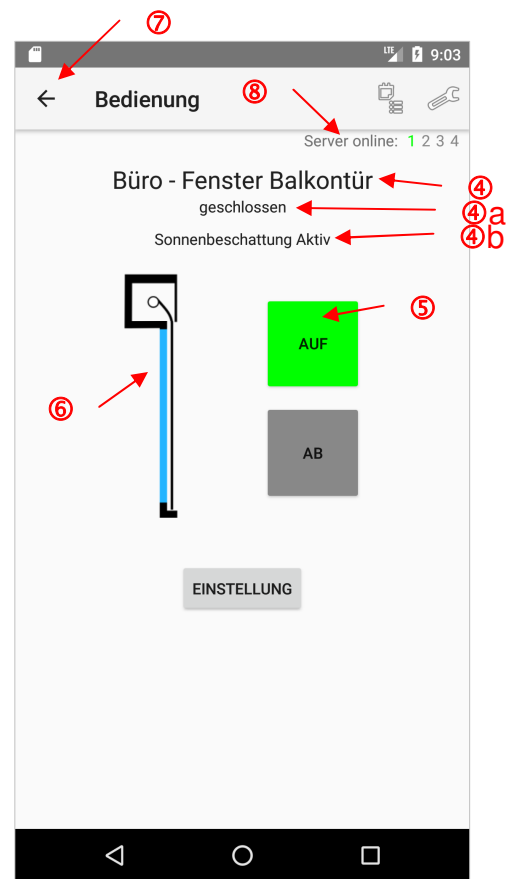 ⑦
LTE 9:03
Bedienung
⑧
Server online: 1 2 3 4
Büro - Fenster Balkontür ④
geschlossen ④a
Sonnenbeschattung Aktiv ④b
⑤
AUF
⑥
AB
EINSTELLUNG